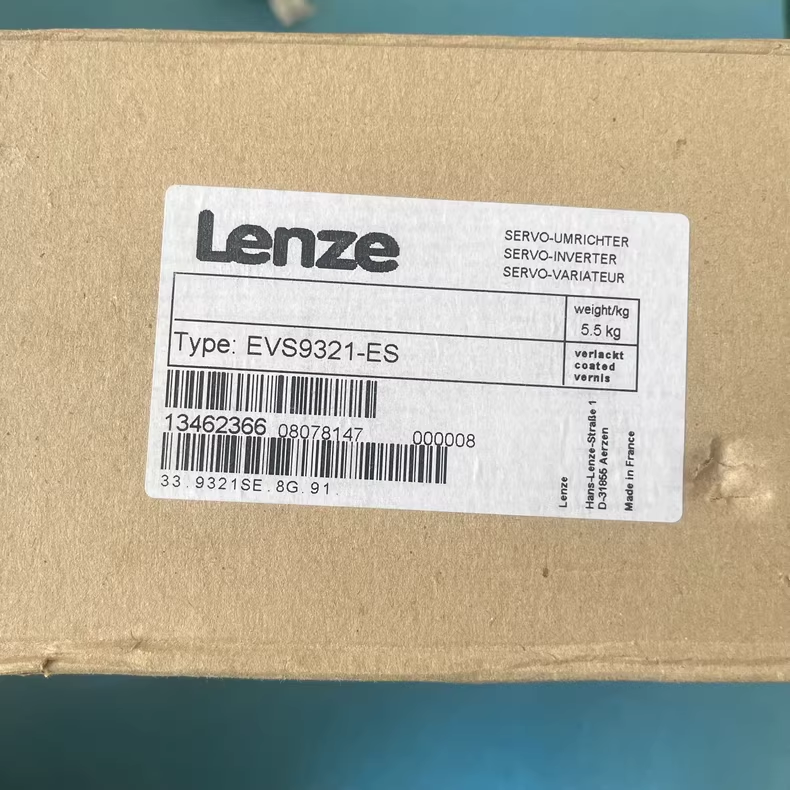 Lenze
SERVO-UMRICHTER
SERVO-INVERTER
SERVO-VARIATEUR
weight/kg
5.5 kg
Type: EVS9321-ES
verlackt
coated
vernis
13462366 08078147 000008
33.9321SE.8G.91.
Lenze
Hans-Lenze-Straße 1
D-31855 Aerzen
Made in France